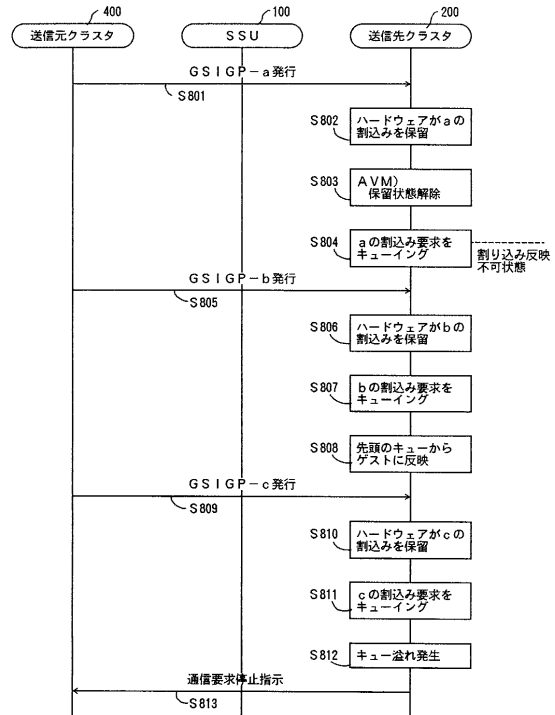 400
100
200
送信元クラスタ
SSU
送信先クラスタ
GSIGP-a発行
S801
S802
ハードウェアがaの
割込みを保留
S803
AVM)
保留状態解除
S804
aの割込み要求を
キューイング
割り込み反映
不可状態
GSIGP-b発行
S805
S806
ハードウェアがbの
割込みを保留
S807
bの割込み要求を
キューイング
S808
先頭のキューから
ゲストに反映
GSIGP-c発行
S809
S810
ハードウェアがcの
割込みを保留
S811
cの割込み要求を
キューイング
S812
キュー溢れ発生
通信要求停止指示
S813